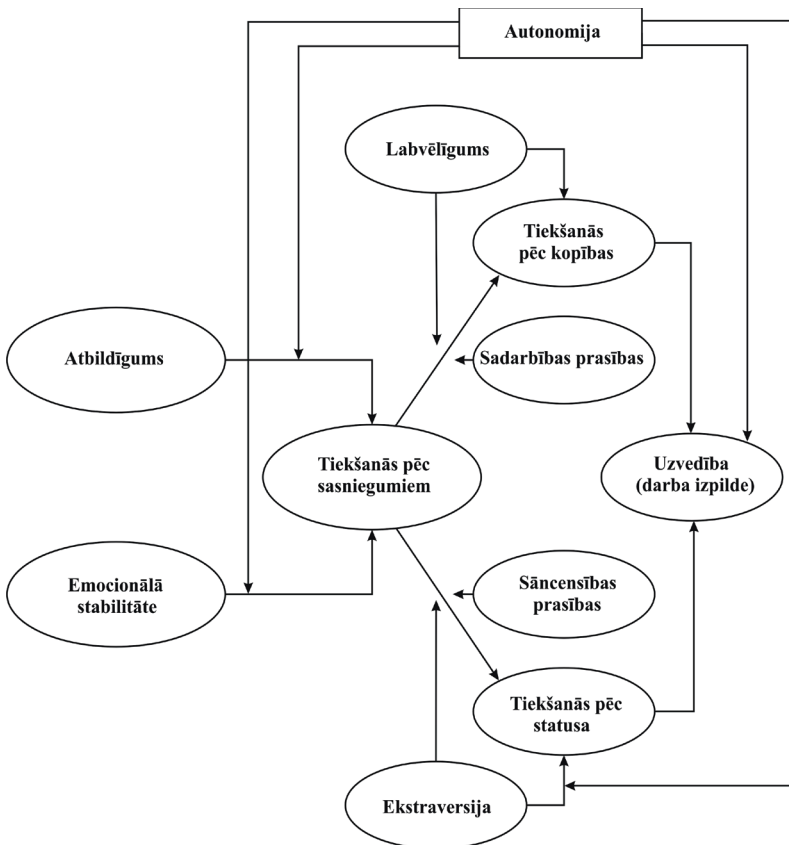 Autonomija
Labvēlīgums
Tiekšanās
pēc kopības
Atbildīgums
Sadarbības prasības
Tiekšanās pēc
sasniegumiem
Uzvedība
(darba izpilde)
Emocionālā
stabilitāte
Sāncensības
prasības
Tiekšanās pēc
statusa
Ekstraversija